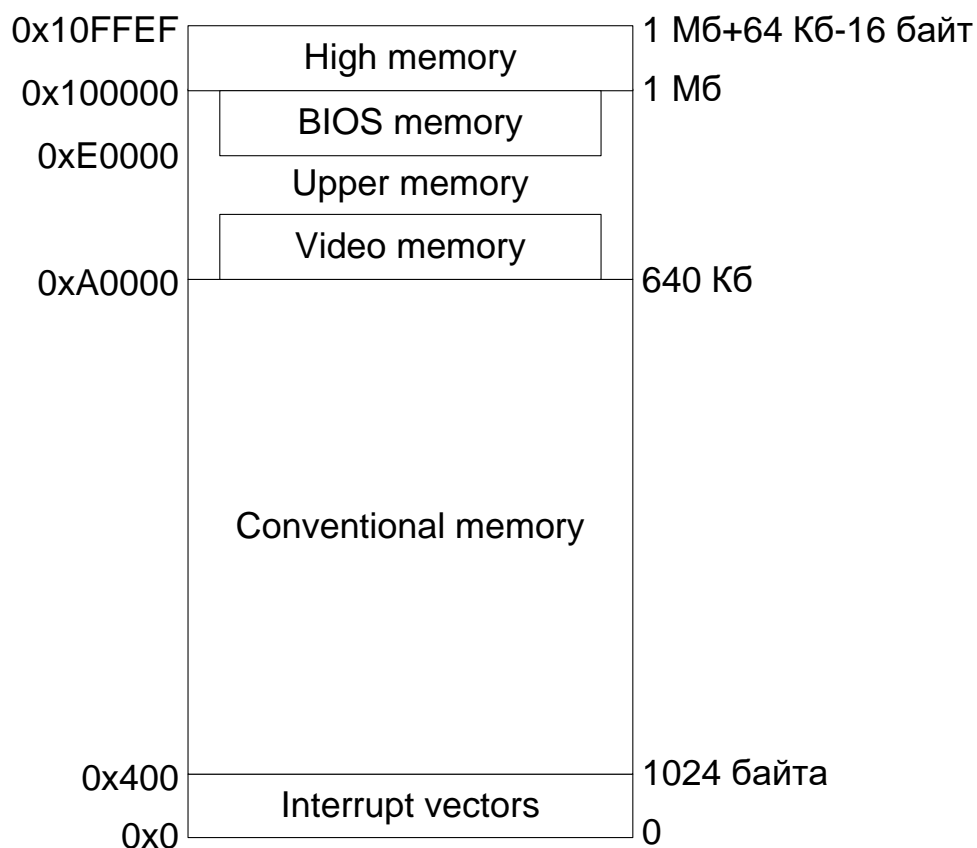 0x10FFEF
1 Мб+64 Кб-16 байт
High memory
0x100000
1 Мб
BIOS memory
0xE0000
Upper memory
Video memory
0xA0000
640 Кб
Conventional memory
0x400
1024 байта
Interrupt vectors
0x0
0